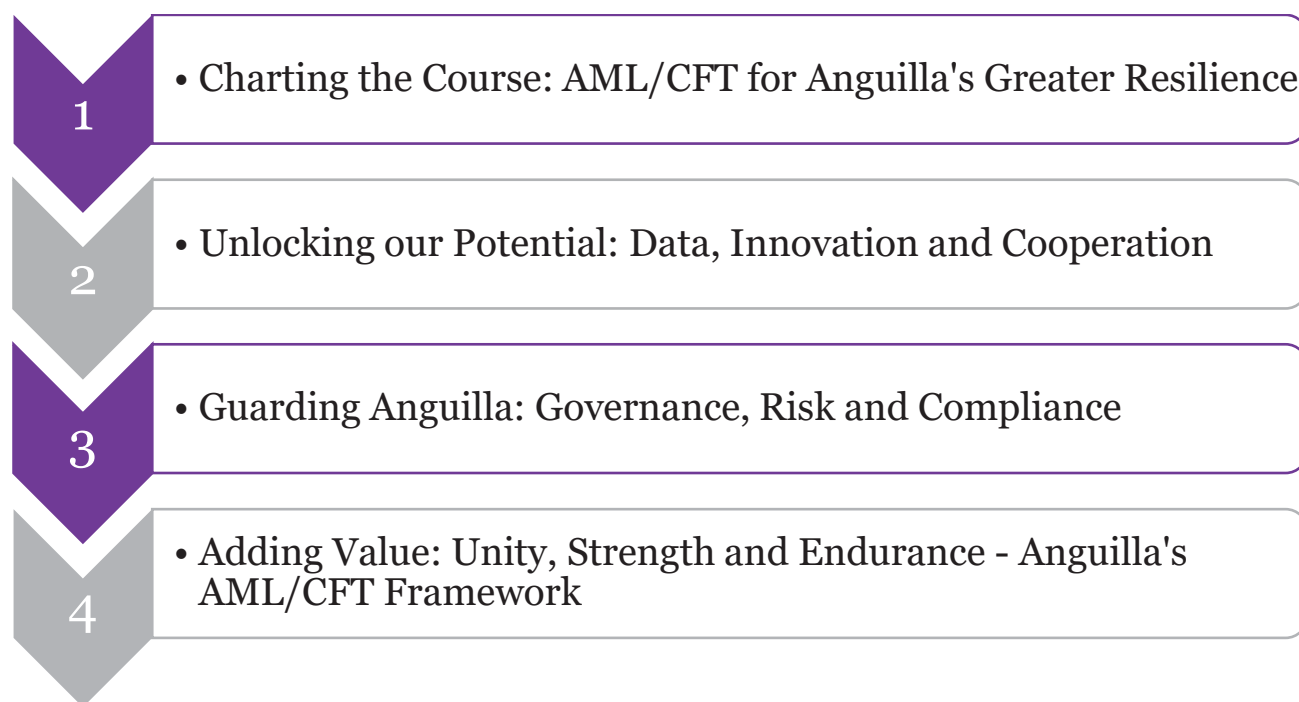 1
• Charting the Course: AML/CFT for Anguilla's Greater Resilience
2
• Unlocking our Potential: Data, Innovation and Cooperation
3
• Guarding Anguilla: Governance, Risk and Compliance
4
• Adding Value: Unity, Strength and Endurance - Anguilla's
AML/CFT Framework